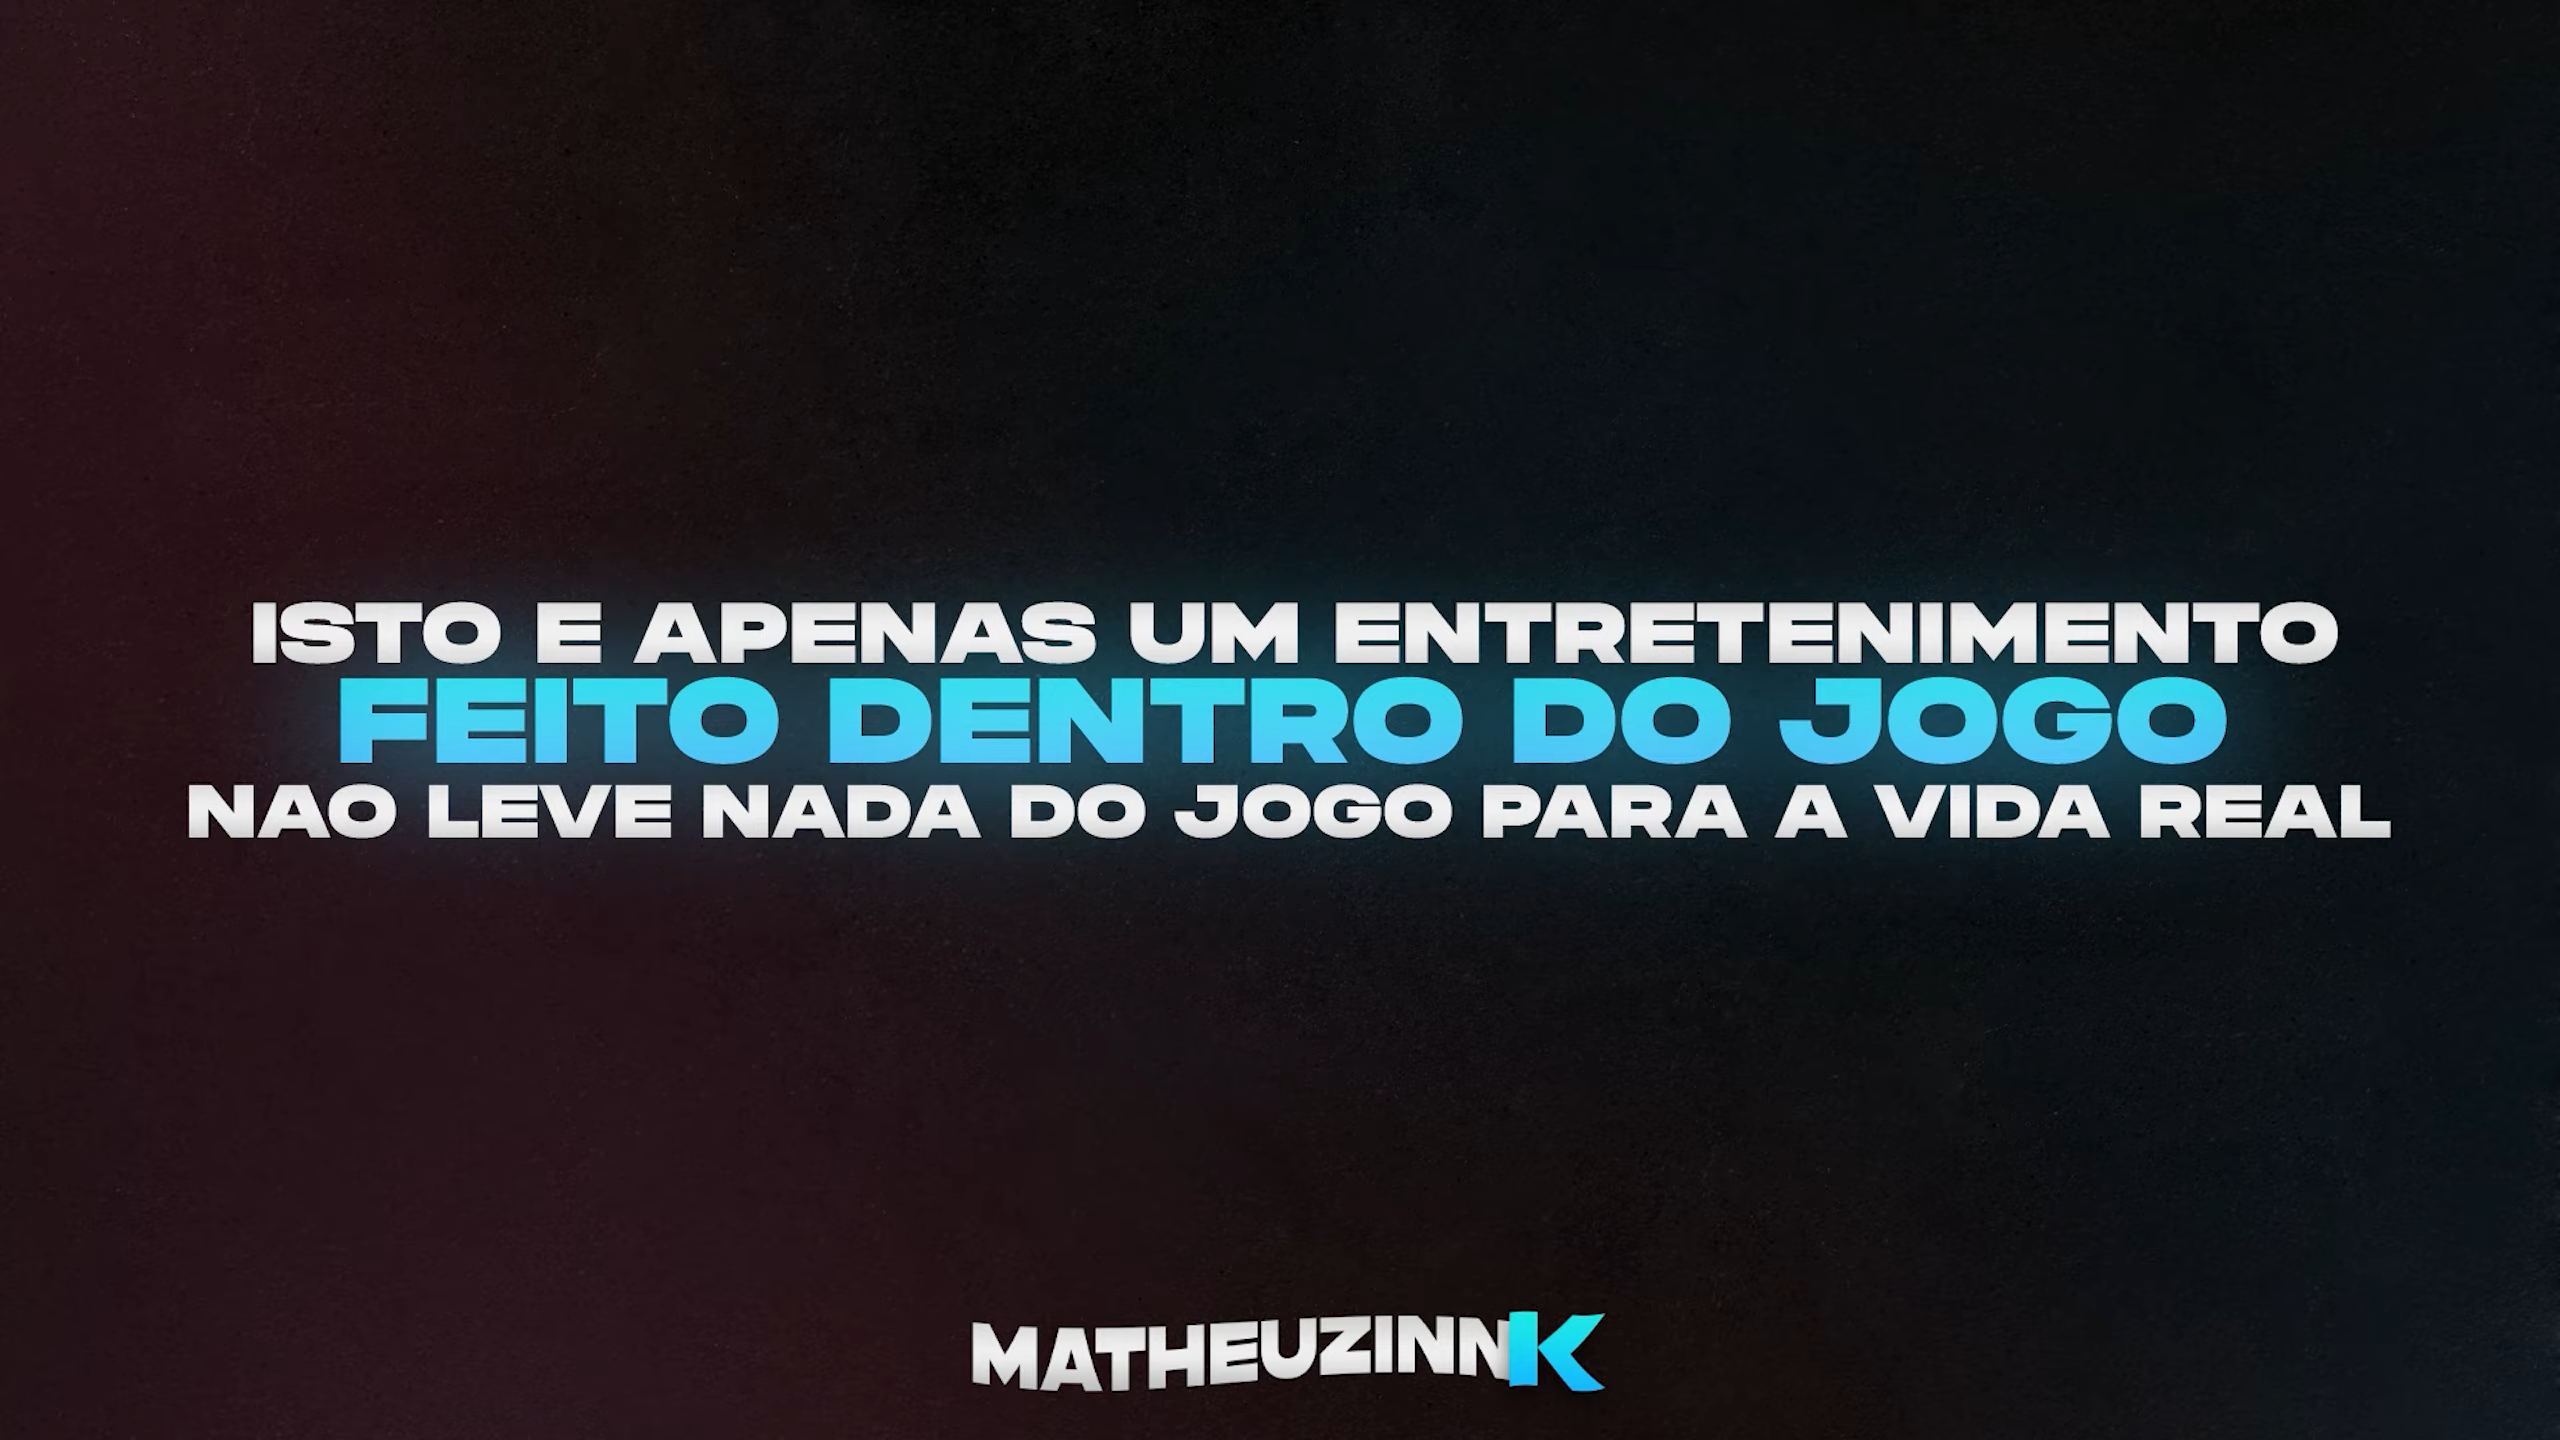 ISTO E APENAS UM ENTRETENIMENTO
FEITO DENTRO DO JOGO
NAO LEVE NADA DO JOGO PARA A VIDA REAL
MATHEUZINNK